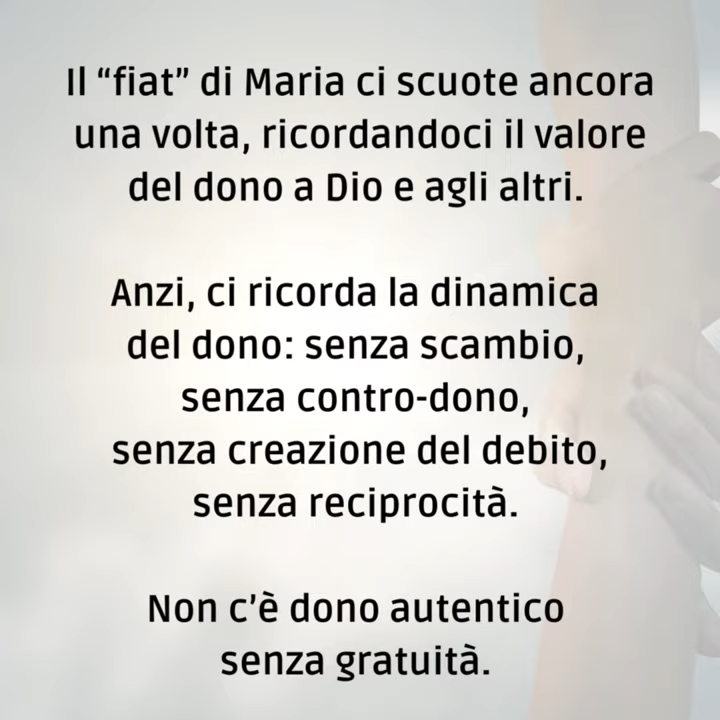 Il “fiat” di Maria ci scuote ancora
una volta, ricordandoci il valore
del dono a Dio e agli altri.
Anzi, ci ricorda la dinamica
del dono: senza scambio,
senza contro-dono,
senza creazione del debito,
senza reciprocità.
Non c’è dono autentico
senza gratuità.